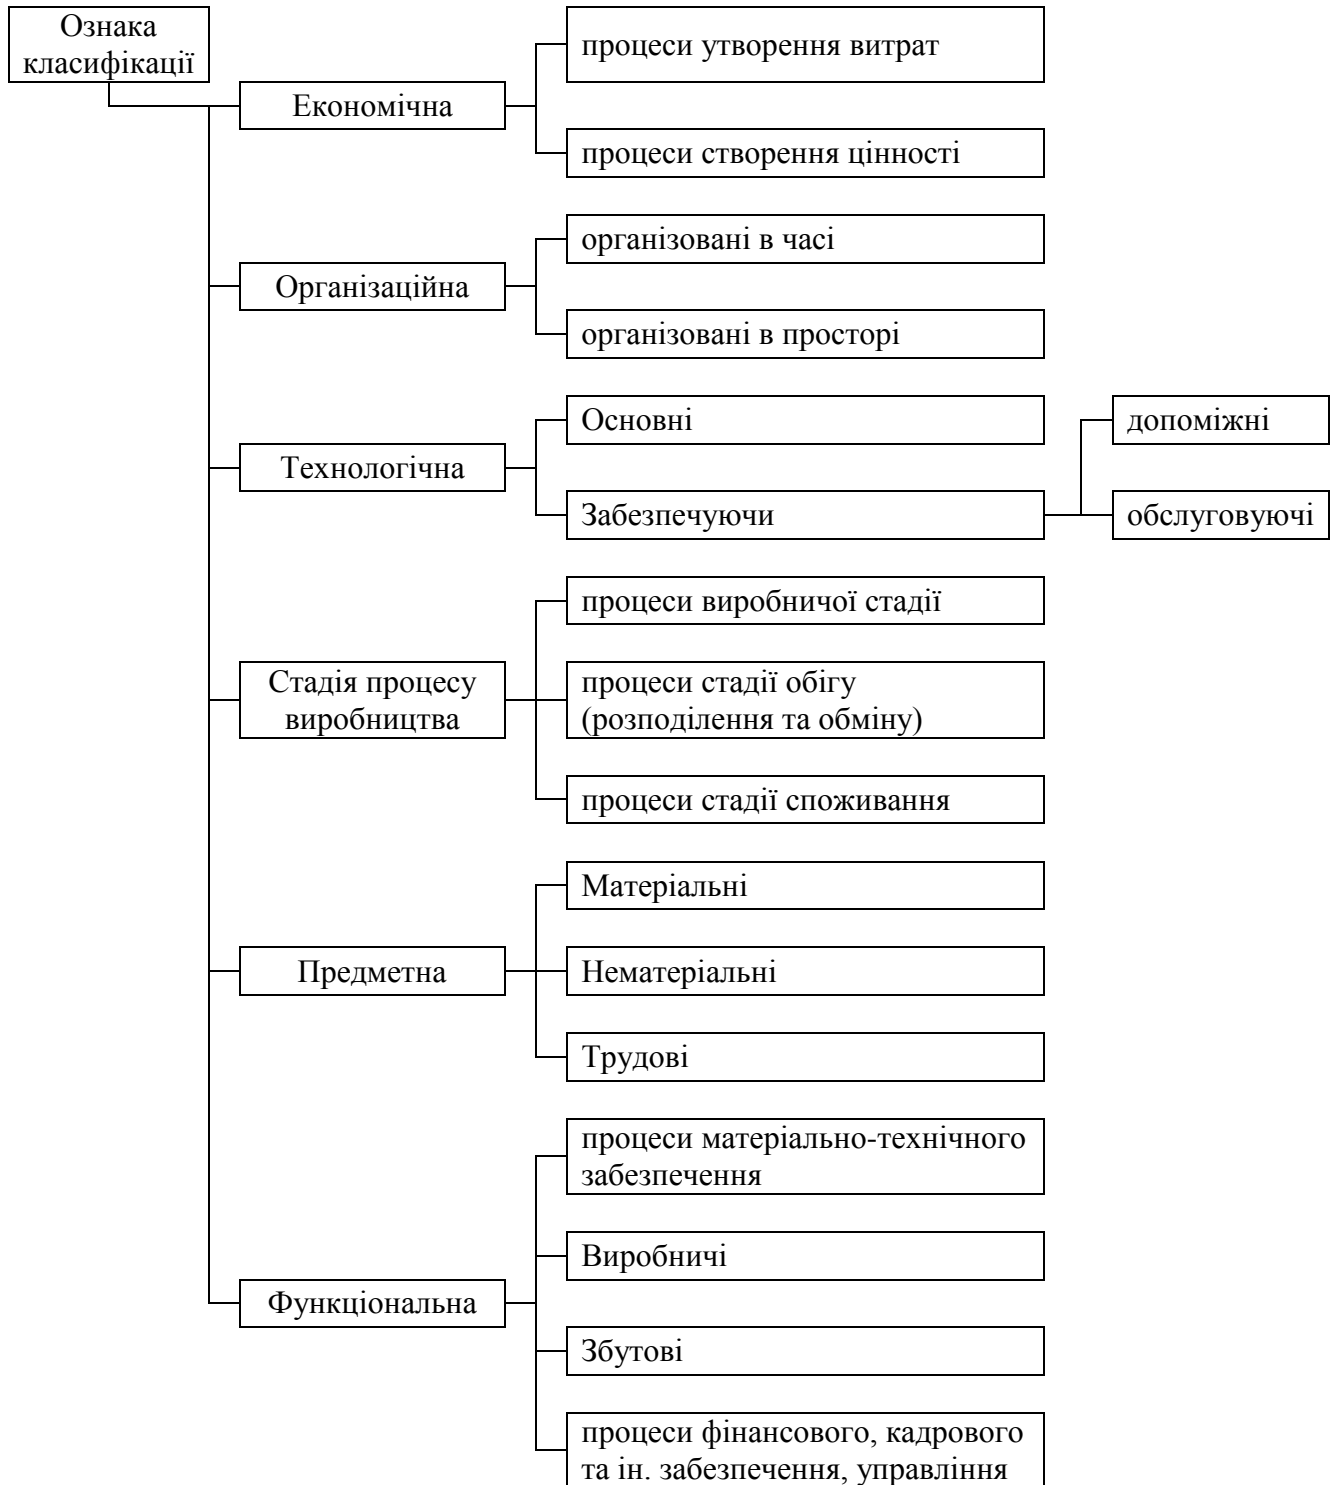 Ознака
класифікації
Економічна
процеси утворення витрат
процеси створення цінності
Організаційна
організовані в часі
організовані в просторі
Технологічна
Основні
Забезпечуючи
допоміжні
обслуговуючі
Стадія процесу
виробництва
процеси виробничої стадії
процеси стадії обігу
(розподілення та обміну)
процеси стадії споживання
Предметна
Матеріальні
Нематеріальні
Трудові
Функціональна
процеси матеріально-технічного
забезпечення
Виробничі
Збутові
процеси фінансового, кадрового
та ін. забезпечення, управління